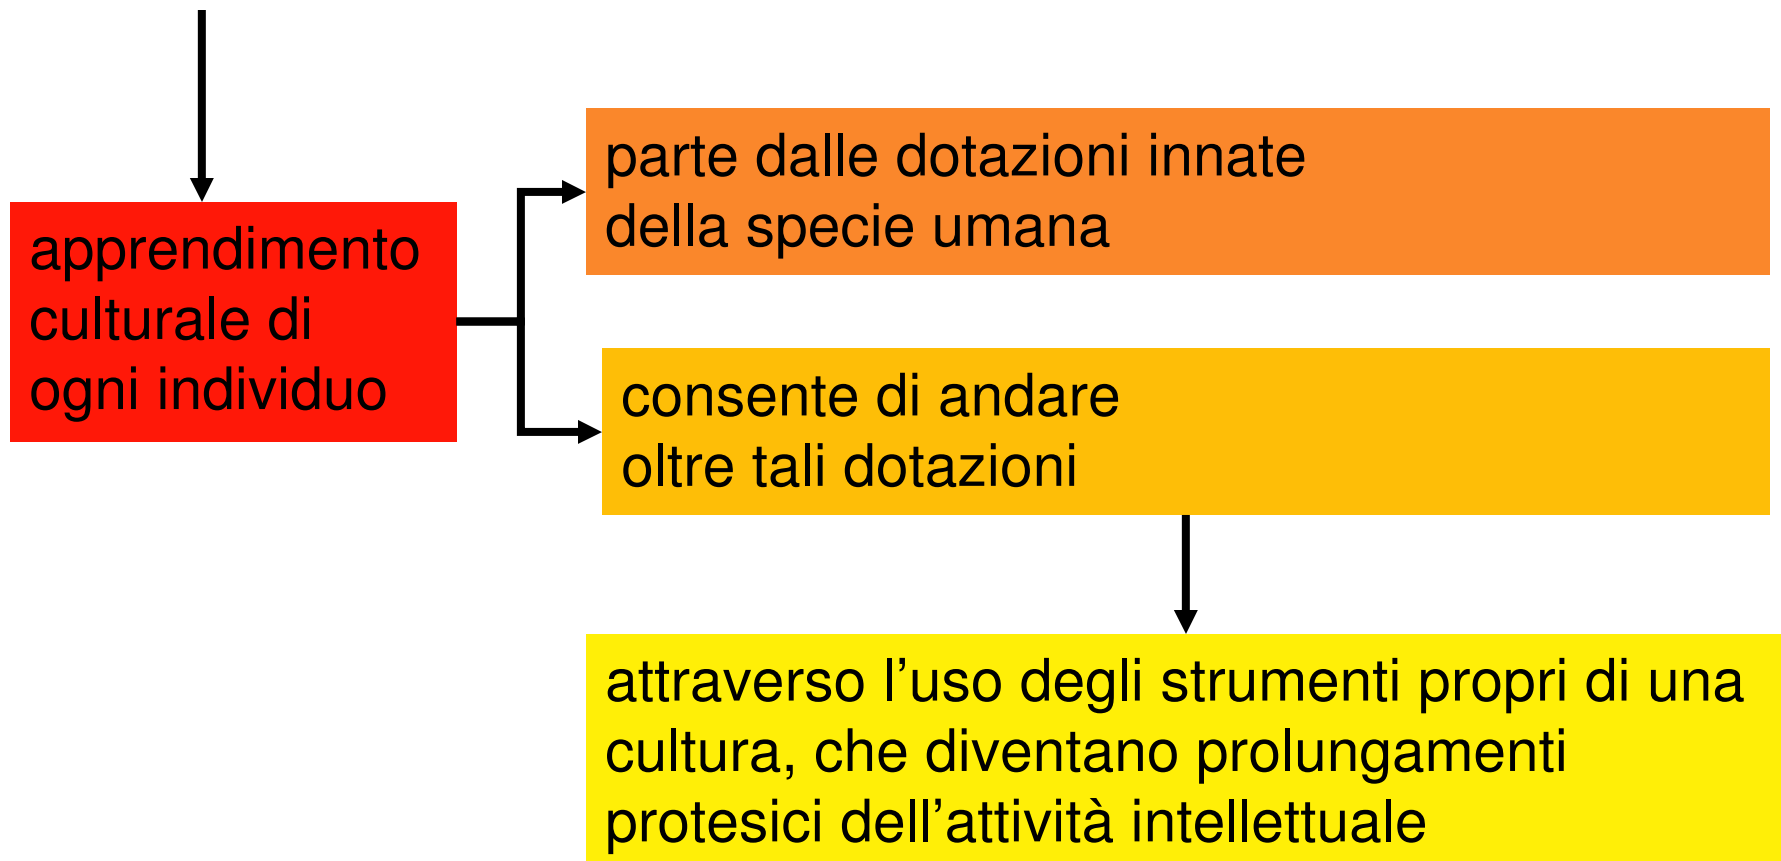 apprendimento
culturale di
ogni individuo
parte dalle dotazioni innate
della specie umana
consente di andare
oltre tali dotazioni
attraverso l’uso degli strumenti propri di una
cultura, che diventano prolungamenti
protesici dell’attività intellettuale